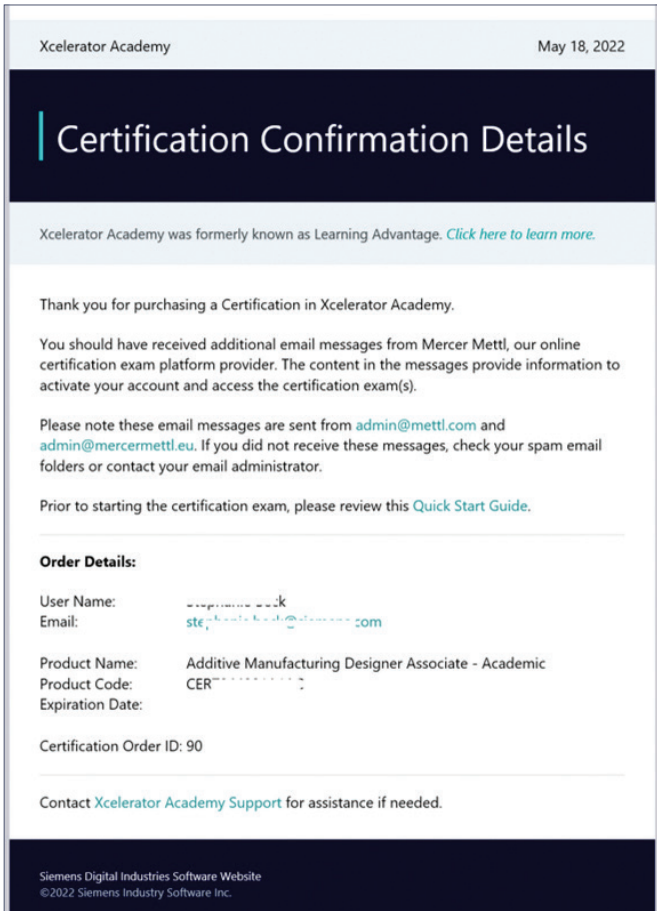 Xcelerator Academy
May 18, 2022
Certification Confirmation Details
Xcelerator Academy was formerly known as Learning Advantage. Click here to learn more.
Thank you for purchasing a Certification in Xcelerator Academy.
You should have received additional email messages from Mercer Mettl, our online
certification exam platform provider. The content in the messages provide information to
activate your account and access the certification exam(s).
Please note these email messages are sent from admin@mettl.com and
admin@mercermettl.eu. If you did not receive these messages, check your spam email
folders or contact your email administrator.
Prior to starting the certification exam, please review this Quick Start Guide.
Order Details:
User Name:
Email:
Product Name: Additive Manufacturing Designer Associate - Academic
Product Code:
Expiration Date:
Certification Order ID: 90
Contact Xcelerator Academy Support for assistance if needed.
Siemens Digital Industries Software Website
©2022 Siemens Industry Software Inc.